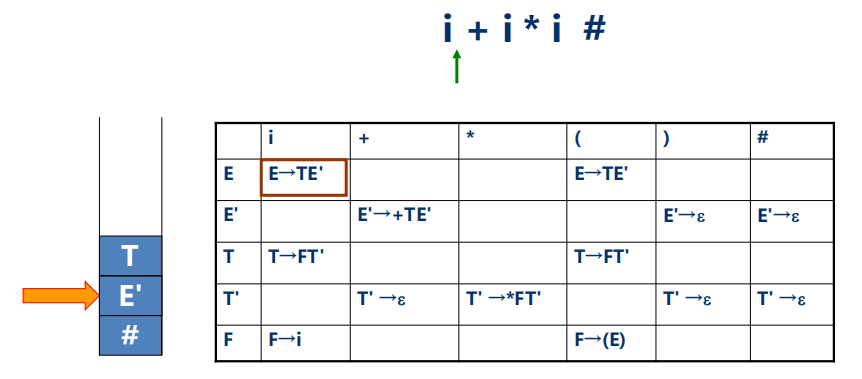 i + i * i #
i + * ( ) #
E E→TE' E→TE'
E' E'→+TE' E'→ε E'→ε
T T→FT' T→FT'
T' T' →ε T' →*FT' T' →ε T' →ε
F F→i F→(E)
T
E'
#